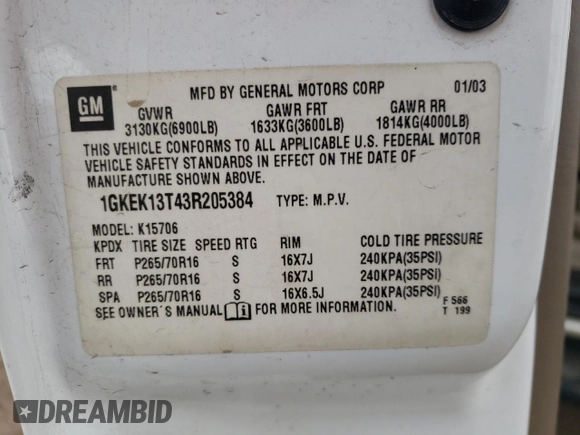 GM
MFD BY GENERAL MOTORS CORP 01/03
GVWR GAWR FRT GAWR RR
3130KG(6900LB) 1633KG(3600LB) 1814KG(4000LB)
THIS VEHICLE CONFORMS TO ALL APPLICABLE U.S. FEDERAL MOTOR
VEHICLE SAFETY STANDARDS IN EFFECT ON THE DATE OF
MANUFACTURE SHOWN ABOVE.
1GKEK13T43R205384 TYPE: M.P.V.
MODEL: K15706
KPDX TIRE SIZE SPEED RTG RIM COLD TIRE PRESSURE
FRT P265/70R16 S 16X7J 240KPA(35PSI)
RR P265/70R16 S 16X7J 240KPA(35PSI)
SPA P265/70R16 S 16X6.5J 240KPA(35PSI)
SEE OWNER'S MANUAL FOR MORE INFORMATION. F 566
T 199
DREAMBID